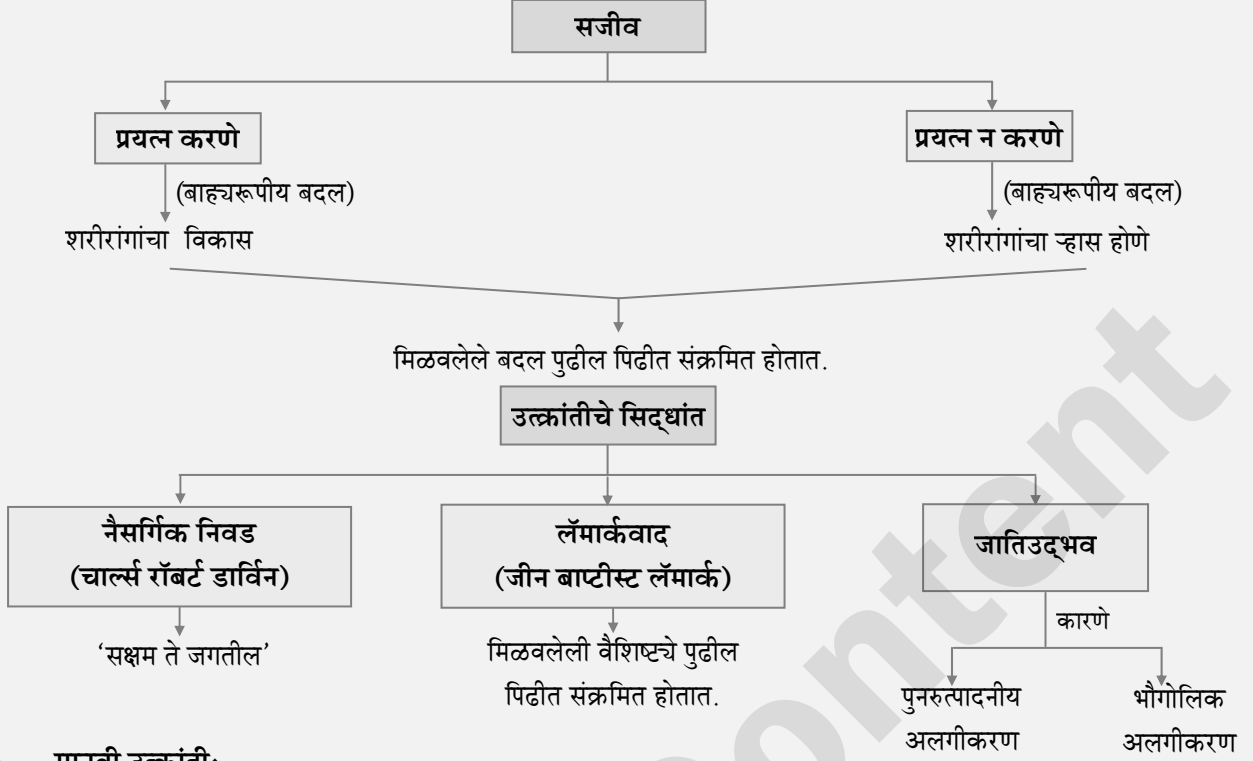 सजीव
प्रयत्न करणे
प्रयत्न न करणे
(बाह्यरूपीय बदल)
(बाह्यरूपीय बदल)
शरीरांगांचा विकास
शरीरांगांचा ऱ्हास होणे
मिळवलेले बदल पुढील पिढीत संक्रमित होतात.
उत्क्रांतीचे सिद्धांत
नैसर्गिक निवड
(चार्ल्स रॉबर्ट डार्विन)
लॅमार्कवाद
(जीन बाप्टीस्ट लॅमार्क)
जातिउद्भव
कारणे
‘सक्षम ते जगतील’
मिळवलेली वैशिष्ट्ये पुढील
पिढीत संक्रमित होतात.
पुनरुत्पादनीय
अलगीकरण
भौगोलिक
अलगीकरण
ontent